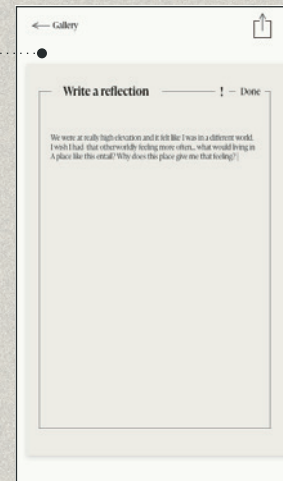 Gallery
Write a reflection
! – Done
We were at really high elevation and it felt like I was in a different world.
I wish I had that otherworldly feeling more often... what would living in
A place like this entail? Why does this place give me that feeling?|